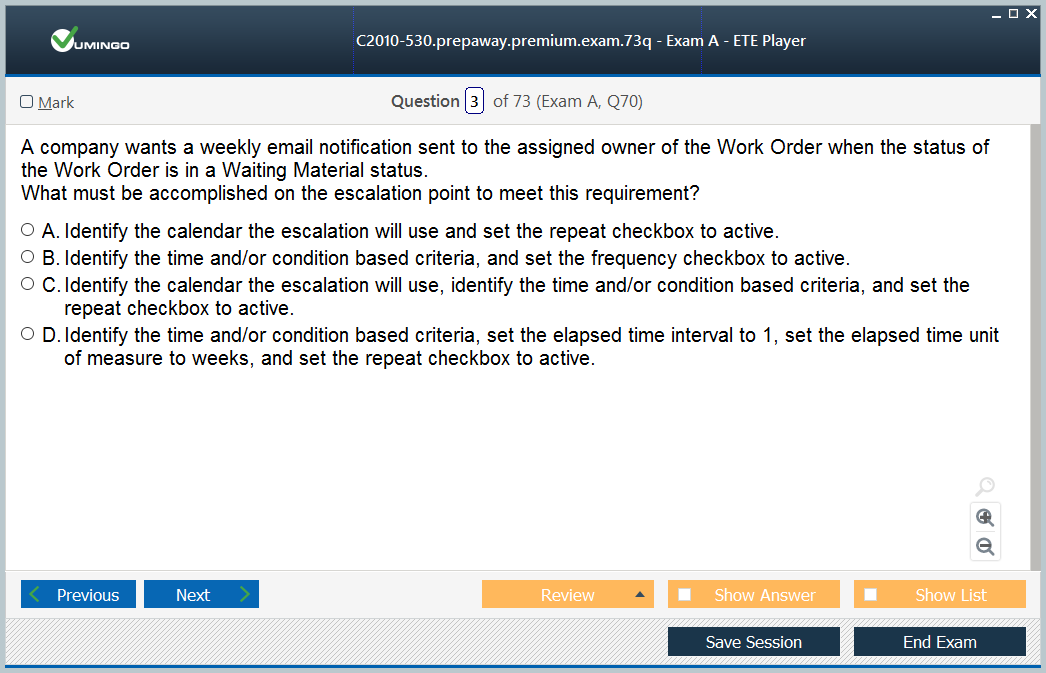 VUMINGO
C2010-530.prepaway.premium.exam.73q - Exam A - ETE Player
Mark
Question 3 of 73 (Exam A, Q70)
A company wants a weekly email notification sent to the assigned owner of the Work Order when the status of
the Work Order is in a Waiting Material status.
What must be accomplished on the escalation point to meet this requirement?
A. Identify the calendar the escalation will use and set the repeat checkbox to active.
B. Identify the time and/or condition based criteria, and set the frequency checkbox to active.
C. Identify the calendar the escalation will use, identify the time and/or condition based criteria, and set the
repeat checkbox to active.
D. Identify the time and/or condition based criteria, set the elapsed time interval to 1, set the elapsed time unit
of measure to weeks, and set the repeat checkbox to active.
Previous
Next
Review
Show Answer
Show List
Save Session
End Exam